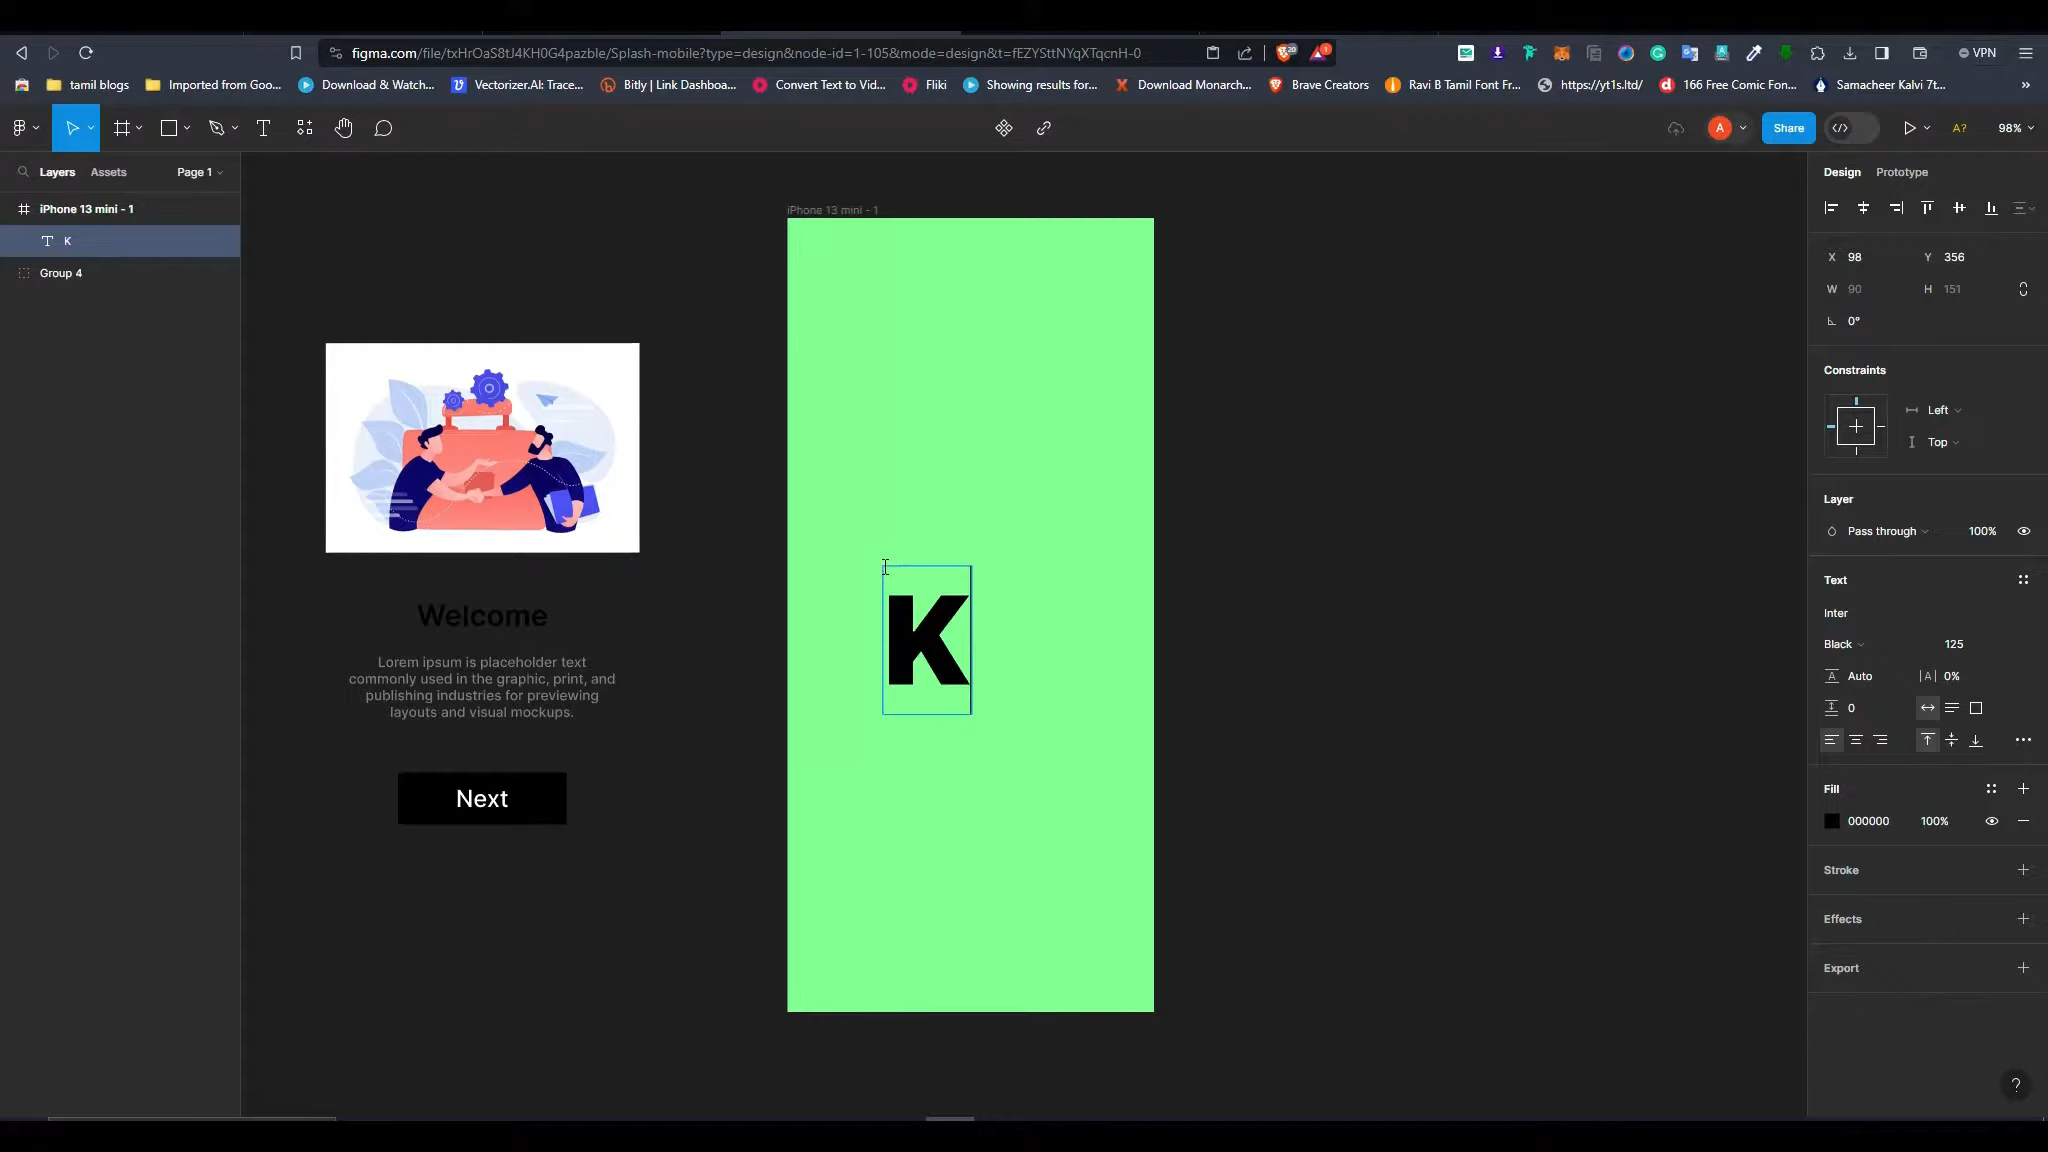 figma.com/file/txHrOaS8tJ4KH0G4pazble/Splash-mobile?type=design&node-id=1-105&mode=design&t=fEZYSttNYqXTqcnH-0
20
1
VPN
tamil blogs
Imported from Goo...
Download & Watch...
Vectorizer.AI: Trace...
Bitly | Link Dashboa...
Convert Text to Vid...
Fliki
Showing results for...
Download Monarch...
Brave Creators
Ravi B Tamil Font Fr...
https://yt1s.ltd/
166 Free Comic Fon...
Samacheer Kalvi 7t...
A
Share
A?
98%
Layers
Assets
Page 1
Design
Prototype
iPhone 13 mini - 1
K
Group 4
iPhone 13 mini - 1
K
Welcome
Lorem ipsum is placeholder text
commonly used in the graphic, print, and
publishing industries for previewing
layouts and visual mockups.
Next
X 98
Y 356
W 90
H 151
0°
Constraints
Left
Top
Layer
Pass through
100%
Text
Inter
Black
125
A Auto
|A| 0%
0
Fill
000000
100%
Stroke
Effects
Export
?